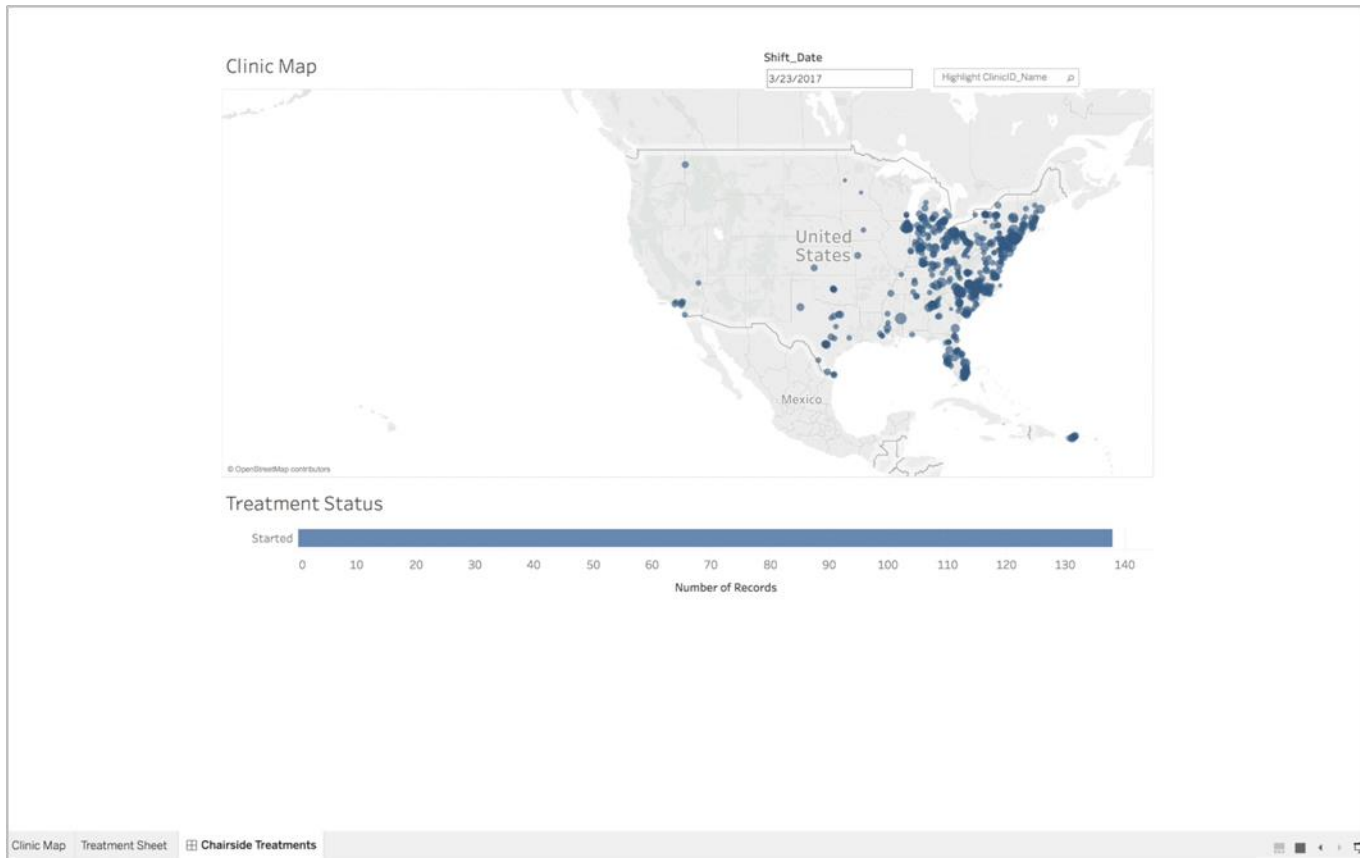 Clinic Map
Shift_Date
3/23/2017
Highlight ClinicID_Name
United
States
Mexico
© OpenStreetMap contributors
Treatment Status
Started
0 10 20 30 40 50 60 70 80 90 100 110 120 130 140
Number of Records
Clinic Map Treatment Sheet Chairside Treatments